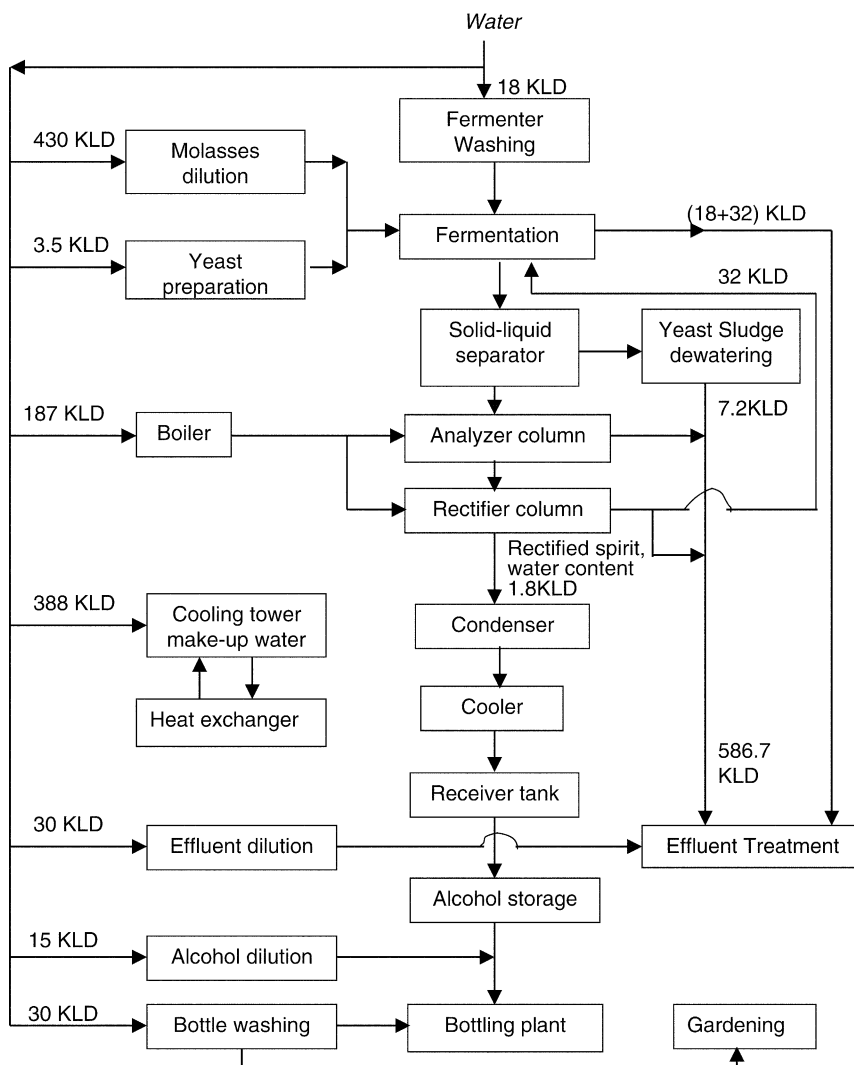 Water
18 KLD
Fermenter
Washing
430 KLD
Molasses
dilution
(18+32) KLD
Fermentation
3.5 KLD
Yeast
preparation
32 KLD
Solid-liquid
separator
Yeast Sludge
dewatering
7.2KLD
187 KLD
Boiler
Analyzer column
Rectifier column
Rectified spirit,
water content
1.8KLD
388 KLD
Cooling tower
make-up water
Condenser
Heat exchanger
Cooler
586.7
KLD
Receiver tank
30 KLD
Effluent dilution
Effluent Treatment
Alcohol storage
15 KLD
Alcohol dilution
30 KLD
Bottle washing
Bottling plant
Gardening